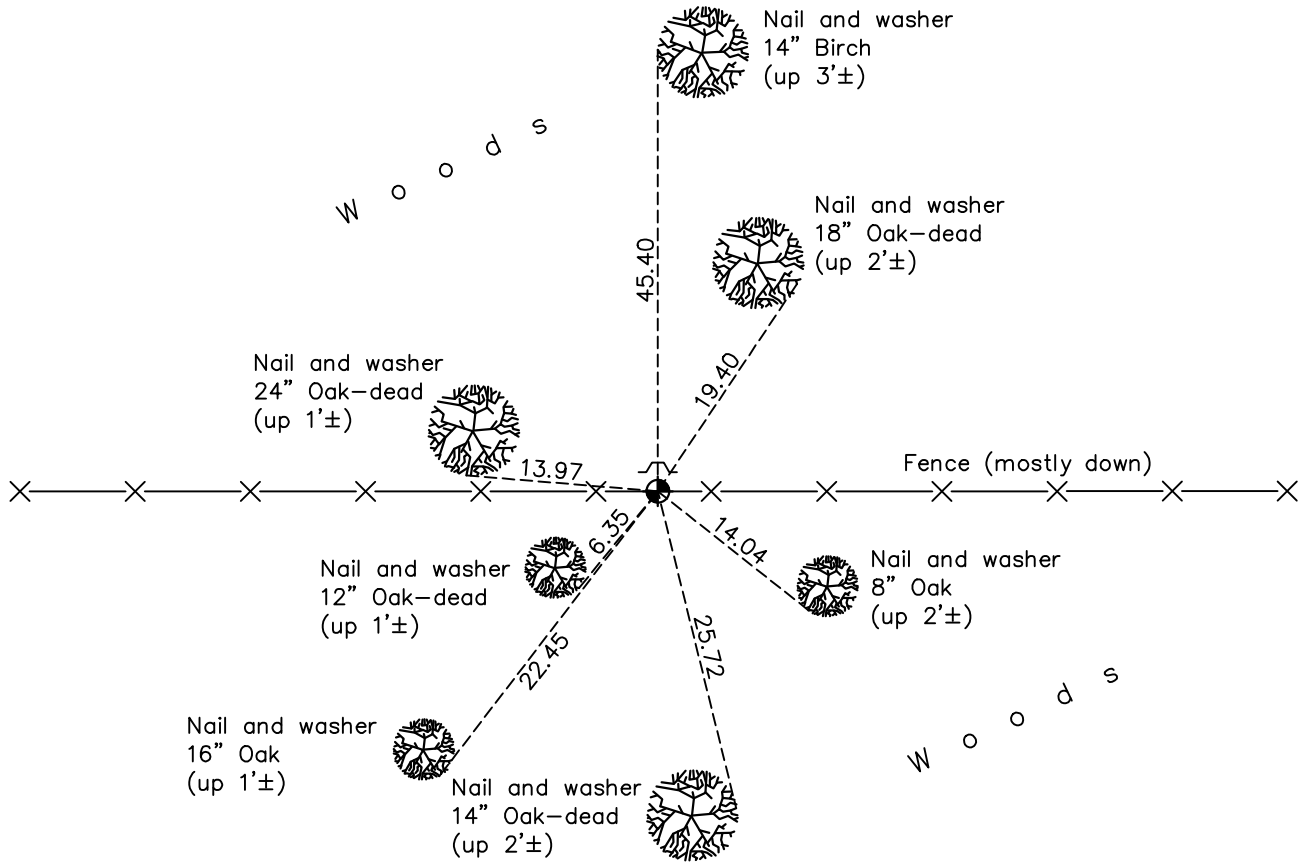 Nail and washer
14” Birch
(up 3’±)
Woods
Nail and washer
18” Oak–dead
(up 2’±)
45.40
19.40
Nail and washer
24” Oak–dead
(up 1’±)
13.97
Fence (mostly down)
6.35
14.04
Nail and washer
12” Oak–dead
(up 1’±)
Nail and washer
8” Oak
(up 2’±)
22.45
25.72
Woods
Nail and washer
16” Oak
(up 1’±)
Nail and washer
14” Oak–dead
(up 2’±)